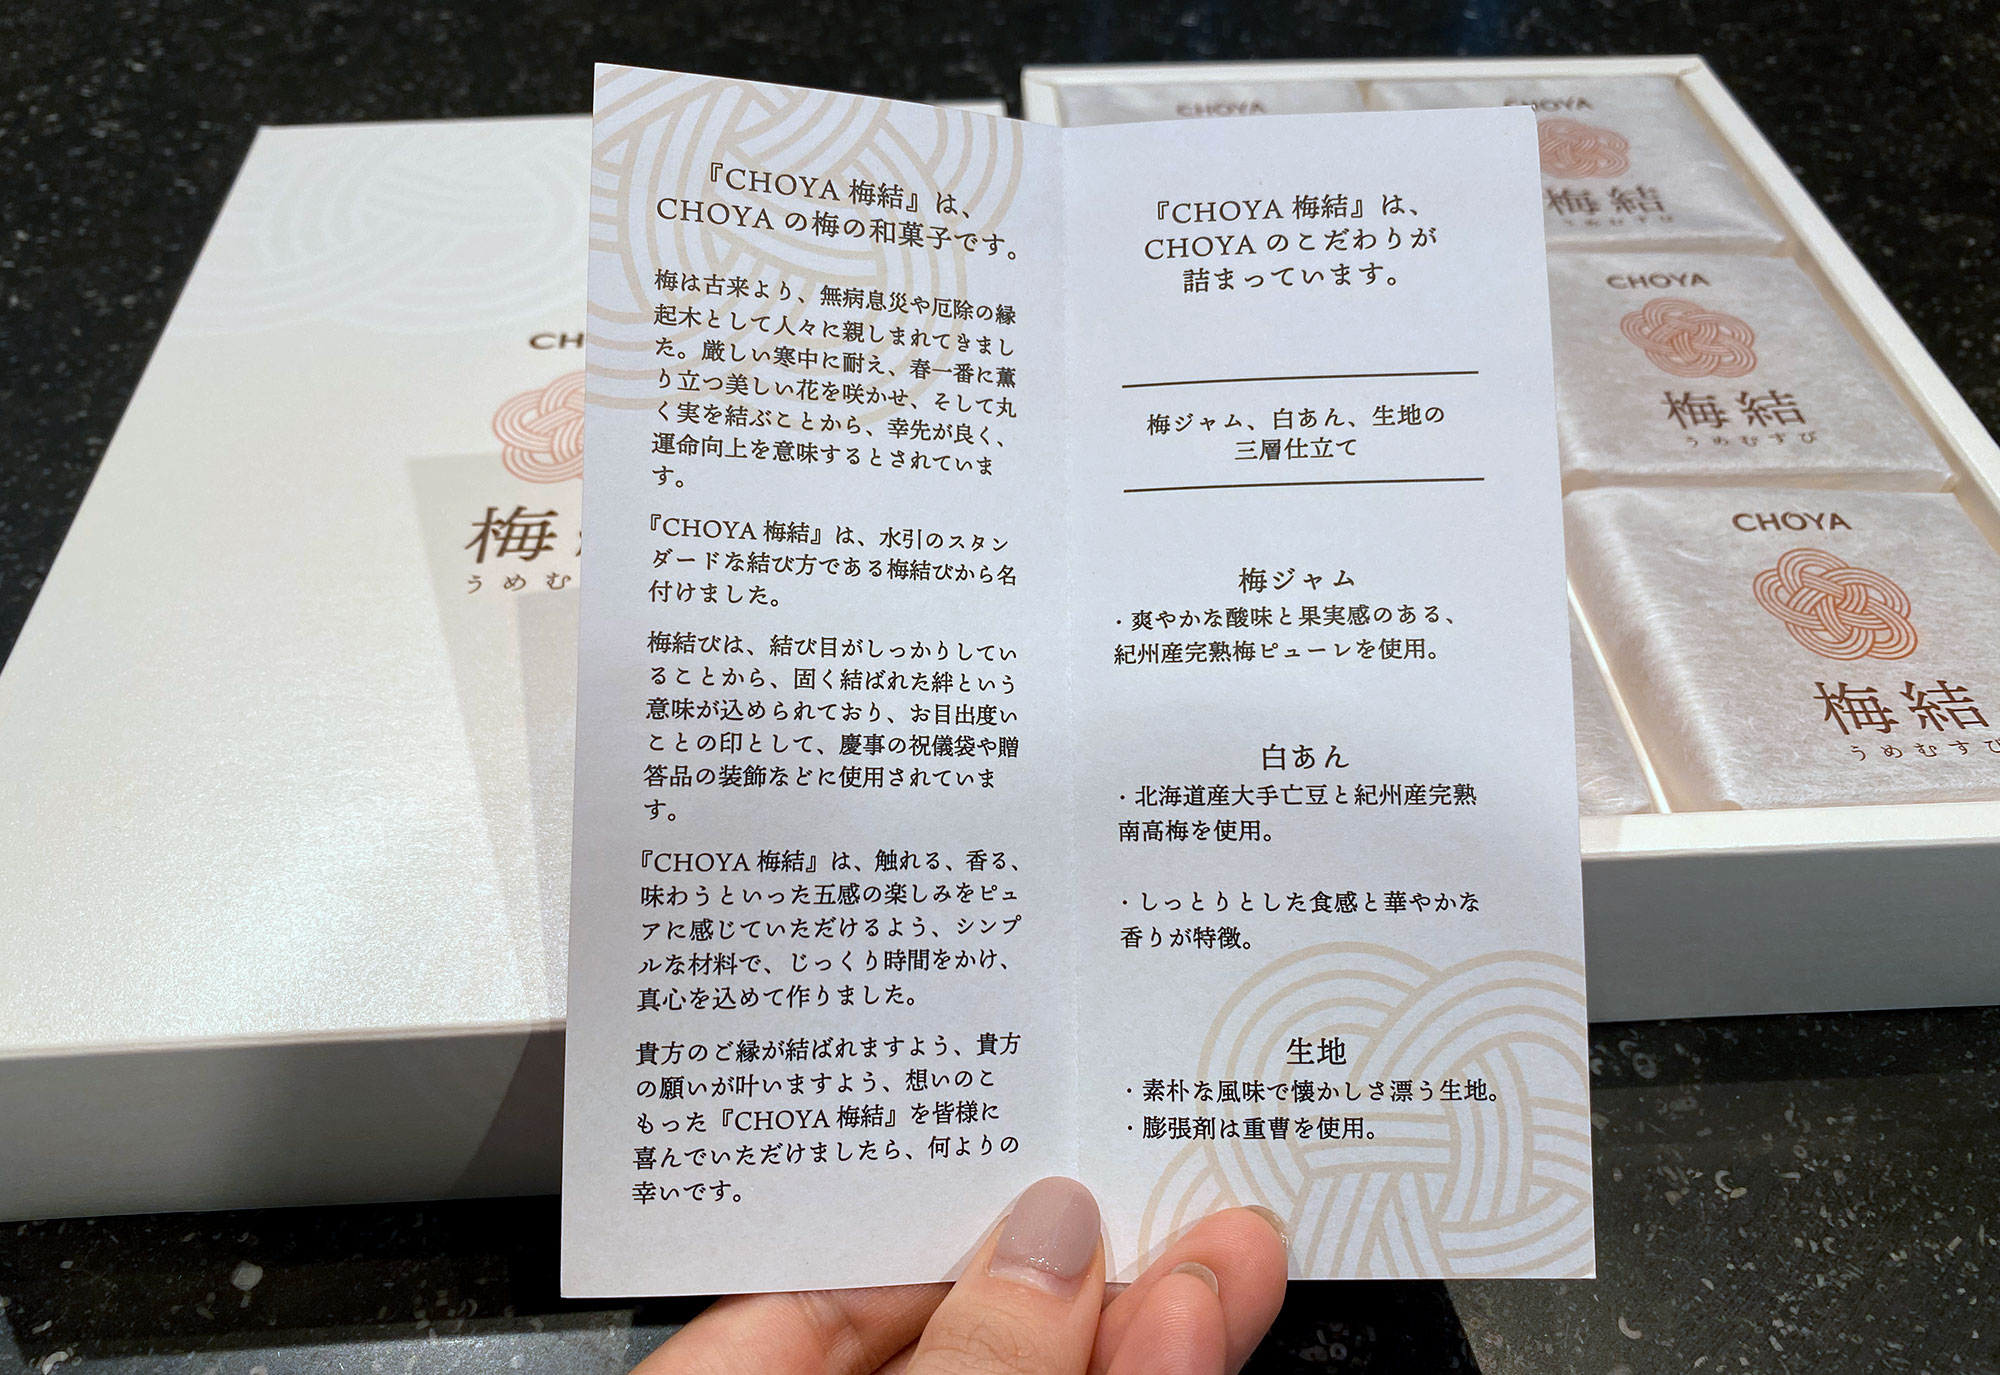 『CHOYA 梅結』は、
CHOYA の梅の和菓子です。
梅は古来より、無病息災や厄除の縁
起木として人々に親しまれてきまし
た。厳しい寒中に耐え、春一番に薫
り立つ美しい花を咲かせ、そして丸
く実を結ぶことから、幸先が良く、
運命向上を意味するとされていま
す。
『CHOYA 梅結』は、水引のスタン
ダードな結び方である梅結びから名
付けました。
梅結びは、結び目がしっかりしてい
ることから、固く結ばれた絆という
意味が込められており、お目出度い
ことの印として、慶事の祝儀袋や贈
答品の装飾などに使用されていま
す。
『CHOYA 梅結』は、触れる、香る、
味わうといった五感の楽しみをピュ
アに感じていただけるよう、シンプ
ルな材料で、じっくり時間をかけ、
真心を込めて作りました。
貴方のご縁が結ばれますよう、貴方
の願いが叶いますよう、想いのこ
もった『CHOYA 梅結』を皆様に
喜んでいただけましたら、何よりの
幸いです。
『CHOYA 梅結』は、
CHOYA のこだわりが
詰まっています。
梅ジャム、白あん、生地の
三層仕立て
梅ジャム
・爽やかな酸味と果実感のある、
紀州産完熟梅ピューレを使用。
白あん
・北海道産大手亡豆と紀州産完熟
南高梅を使用。
・しっとりとした食感と華やかな
香りが特徴。
生地
・素朴な風味で懐かしさ漂う生地。
・膨張剤は重曹を使用。
CH
梅
うめむ
CHOYA
CHOYA
梅結
うめむすび
CHOYA
梅結
うめむすび
CHOYA
梅結
うめむすび